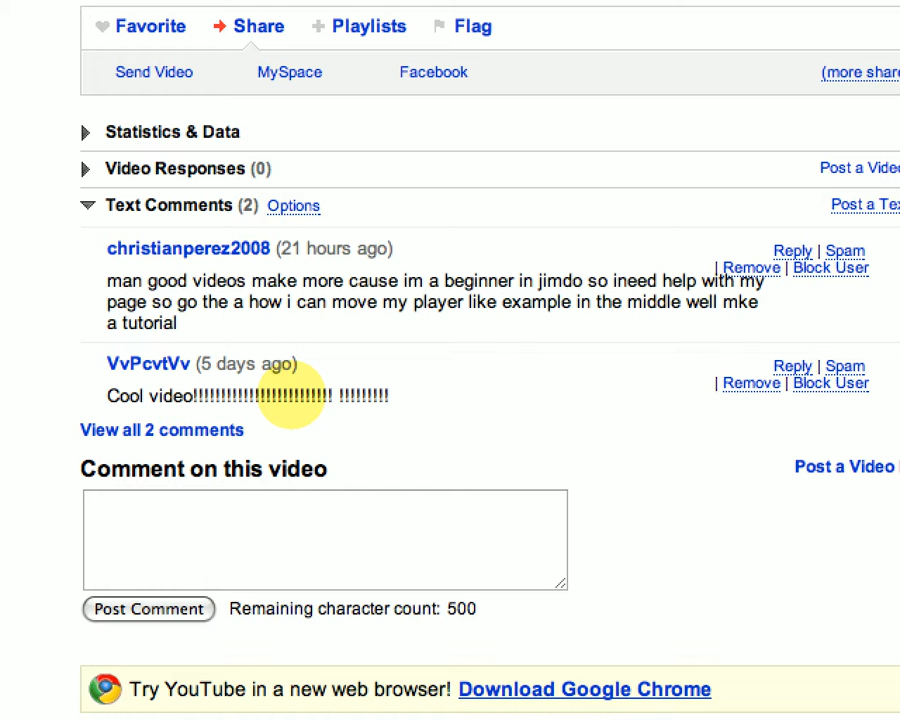 Favorite Share Playlists Flag
Send Video MySpace Facebook (more share
Statistics & Data
Video Responses (0) Post a Video
Text Comments (2) Options Post a Tex
christianperez2008 (21 hours ago) Reply | Spam
| Remove | Block User
man good videos make more cause im a beginner in jimdo so ineed help with my
page so go the a how i can move my player like example in the middle well mke
a tutorial
VvPcvtVv (5 days ago) Reply | Spam
| Remove | Block User
Cool video!!!!!!!!!!!!!!!!!!!!!!!!! !!!!!!!!!
View all 2 comments
Comment on this video Post a Video
Post Comment Remaining character count: 500
Try YouTube in a new web browser! Download Google Chrome